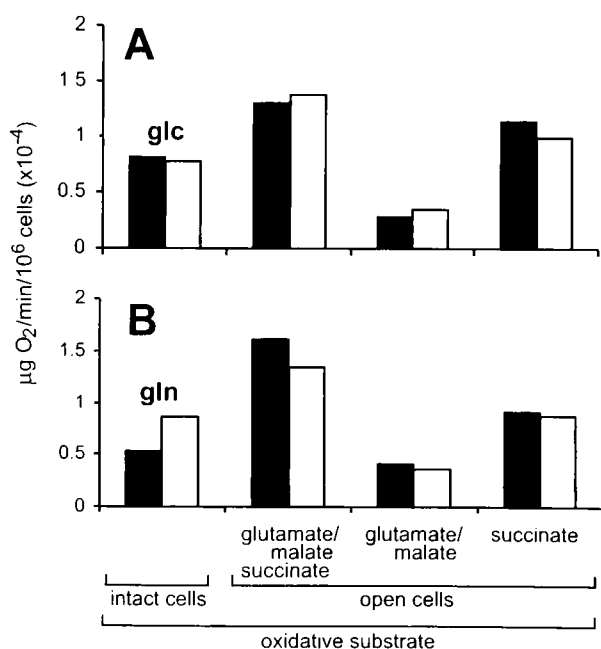 A
2
1 5
1
0.5
0
glc
µg O2/min/10^6 cells (x10^-4)
B
2
1.5
1
0.5
0
gln
glutamate/
malate
succinate
glutamate/
malate
succinate
intact cells
open cells
oxidative substrate